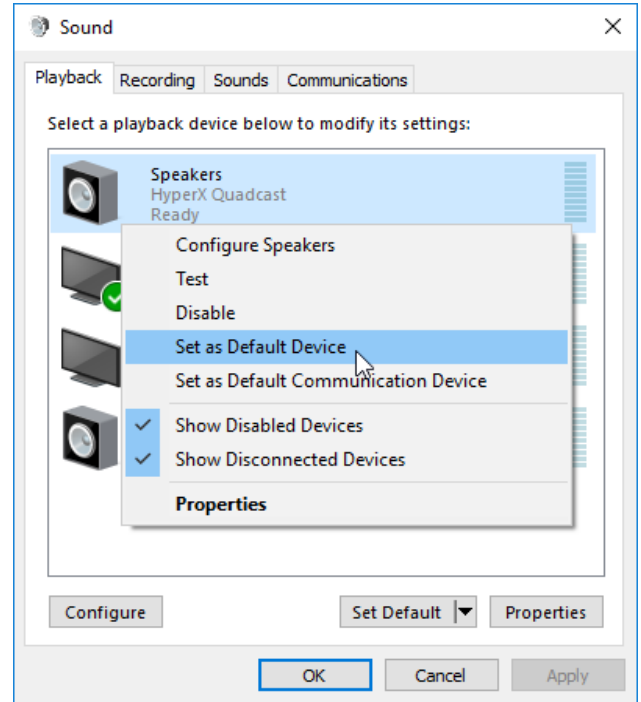 Sound
Playback Recording Sounds Communications
Select a playback device below to modify its settings:
Speakers
HyperX Quadcast
Ready
Configure Speakers
Test
Disable
Set as Default Device
Set as Default Communication Device
Show Disabled Devices
Show Disconnected Devices
Properties
Configure Set Default Properties
OK Cancel Apply